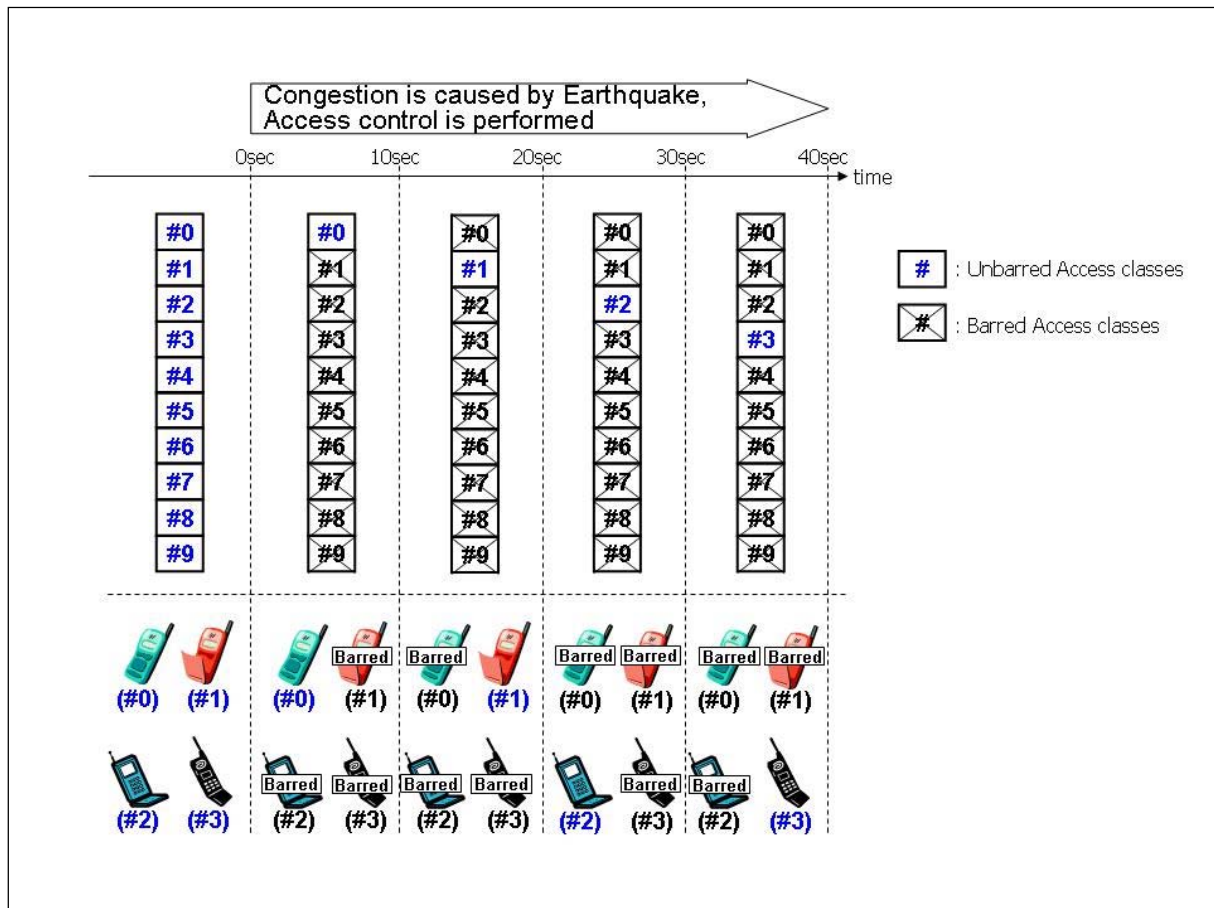 Congestion is caused by Earthquake,
Access control is performed
0sec 10sec 20sec 30sec 40sec
time
#0 #0 #0 #0 #0
#1 #1 #1 #1 #1
#2 #2 #2 #2 #2
#3 #3 #3 #3 #3
#4 #4 #4 #4 #4
#5 #5 #5 #5 #5
#6 #6 #6 #6 #6
#7 #7 #7 #7 #7
#8 #8 #8 #8 #8
#9 #9 #9 #9 #9
# : Unbarred Access classes
# : Barred Access classes
Barred Barred Barred Barred Barred Barred
(#0) (#1) (#0) (#1) (#0) (#1) (#0) (#1) (#0) (#1)
Barred Barred Barred Barred Barred Barred
(#2) (#3) (#2) (#3) (#2) (#3) (#2) (#3) (#2) (#3)